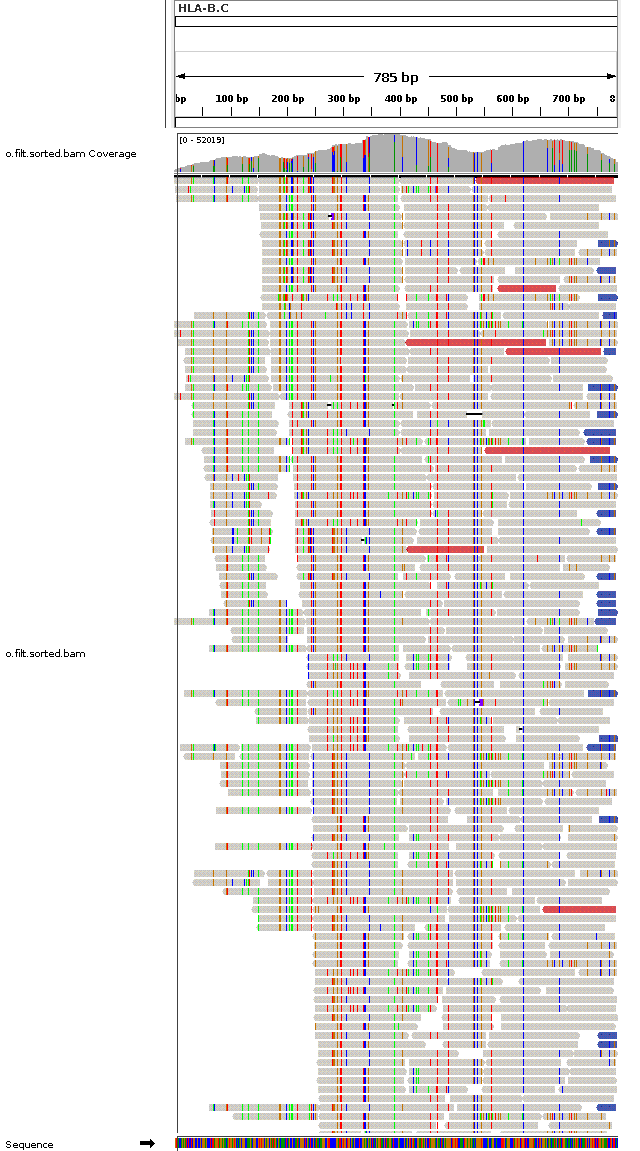 HLA-B.C
785 bp
bp 100 bp 200 bp 300 bp 400 bp 500 bp 600 bp 700 bp 8
[0 - 52019]
o.filt.sorted.bam Coverage
o.filt.sorted.bam
Sequence